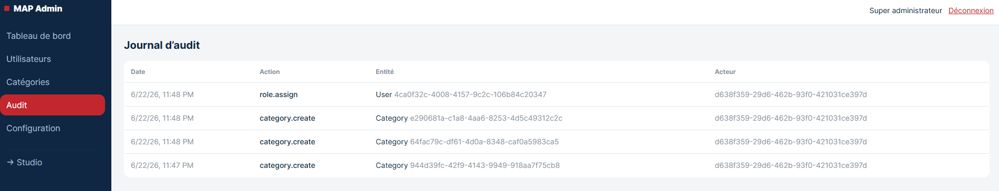 MAP Admin
Super administrateur Déconnexion
Tableau de bord
Utilisateurs
Catégories
Audit
Configuration
→ Studio
Journal d’audit
Date Action Entité Acteur
6/22/26, 11:48 PM role.assign User 4ca0f32c-4008-4157-9c2c-106b84c20347 d638f359-29d6-462b-93f0-421031ce397d
6/22/26, 11:48 PM category.create Category e290681a-c1a8-4aa6-8253-4d5c49312c2c d638f359-29d6-462b-93f0-421031ce397d
6/22/26, 11:48 PM category.create Category 64fac79c-df61-4d0a-8348-caf0a5983ca5 d638f359-29d6-462b-93f0-421031ce397d
6/22/26, 11:47 PM category.create Category 944d39fc-42f9-4143-9949-918aa7f75cb8 d638f359-29d6-462b-93f0-421031ce397d